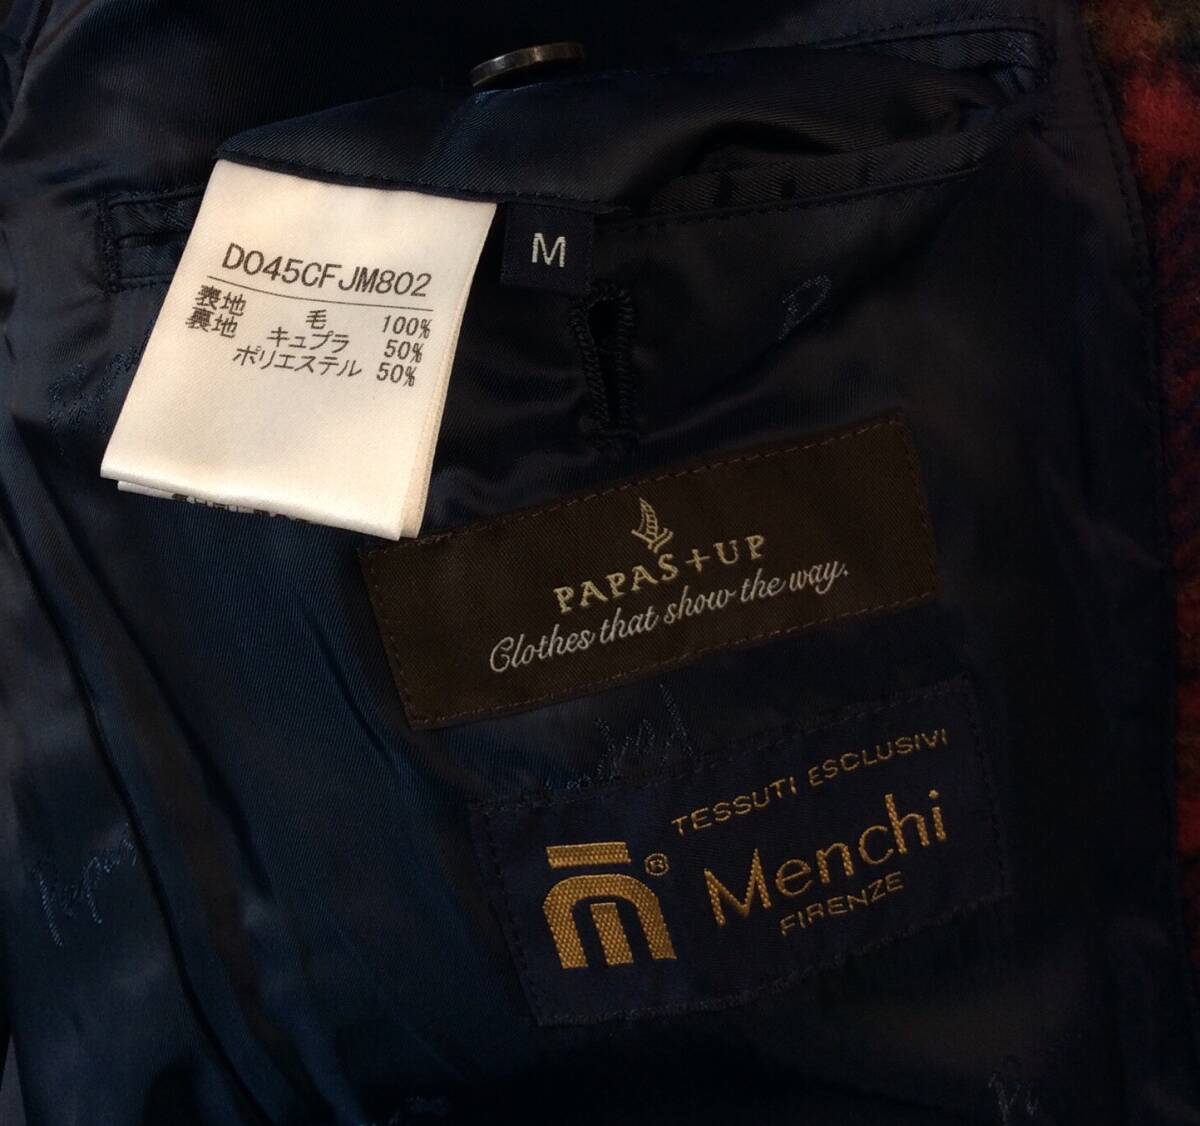 D045CFJM802
表地 毛 100%
裏地 キュプラ 50%
ポリエステル 50%
M
PAPAS+UP
Clothes that show the way.
TESSUTI ESCLUSIVI
m®
Menchi
FIRENZE